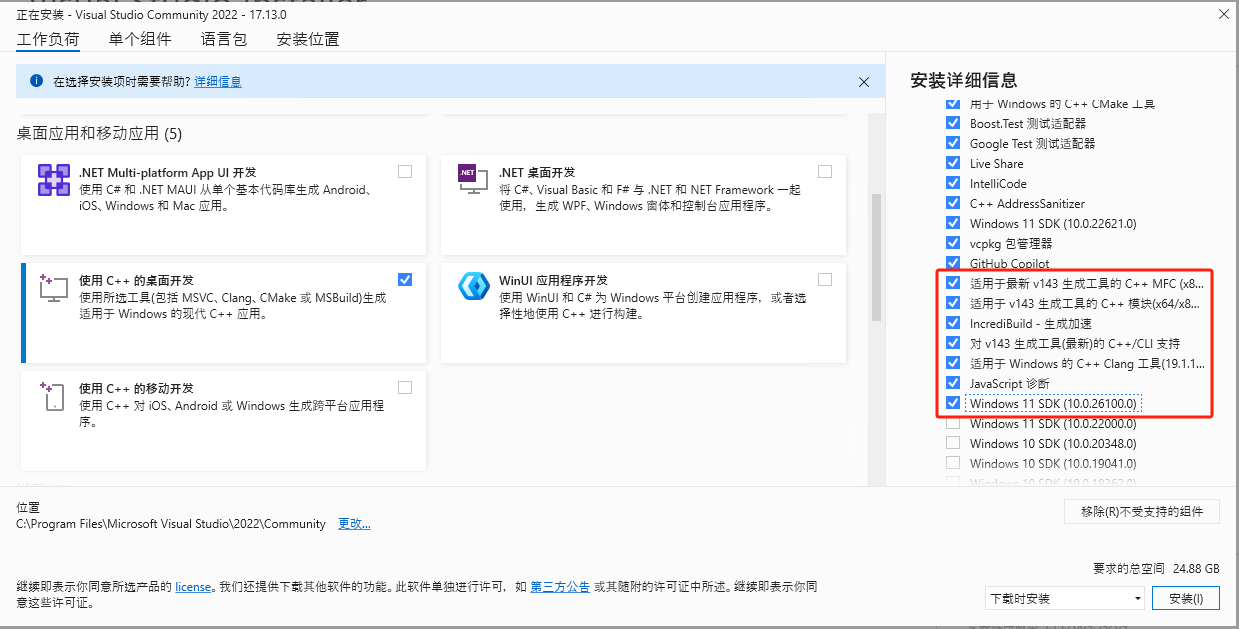 正在安装 - Visual Studio Community 2022 - 17.13.0
工作负荷 单个组件 语言包 安装位置
在选择安装项时需要帮助? 详细信息
桌面应用和移动应用 (5)
.NET Multi-platform App UI 开发
使用 C# 和 .NET MAUI 从单个基本代码库生成 Android、
iOS、Windows 和 Mac 应用。
.NET
.NET 桌面开发
将 C#、Visual Basic 和 F# 与 .NET 和 .NET Framework 一起
使用，生成 WPF、Windows 窗体和控制台应用程序。
使用 C++ 的桌面开发
使用所选工具(包括 MSVC、Clang、CMake 或 MSBuild)生成
适用于 Windows 的现代 C++ 应用。
WinUI 应用程序开发
使用 WinUI 和 C# 为 Windows 平台创建应用程序，或者选
择性地使用 C++ 进行构建。
使用 C++ 的移动开发
使用 C++ 对 iOS、Android 或 Windows 生成跨平台应用程
序。
安装详细信息
用于 Windows 的 C++ CMake 工具
Boost.Test 测试适配器
Google Test 测试适配器
Live Share
IntelliCode
C++ AddressSanitizer
Windows 11 SDK (10.0.22621.0)
vcpkg 包管理器
GitHub Copilot
适用于最新 v143 生成工具的 C++ MFC (x8...
适用于 v143 生成工具的 C++ 模块(x64/x8...
IncrediBuild - 生成加速
对 v143 生成工具(最新)的 C++/CLI 支持
适用于 Windows 的 C++ Clang 工具(19.1.1...
JavaScript 诊断
Windows 11 SDK (10.0.26100.0)
Windows 11 SDK (10.0.22000.0)
Windows 10 SDK (10.0.20348.0)
Windows 10 SDK (10.0.19041.0)
Windows 10 SDK (10.0.18362.0)
位置
C:\Program Files\Microsoft Visual Studio\2022\Community 更改...
移除(R)不受支持的组件
要求的总空间 24.88 GB
继续即表示你同意所选产品的 license。我们还提供下载其他软件的功能。此软件单独进行许可，如 第三方公告 或其随附的许可证中所述。继续即表示你同
意这些许可证。
下载时安装
安装(I)